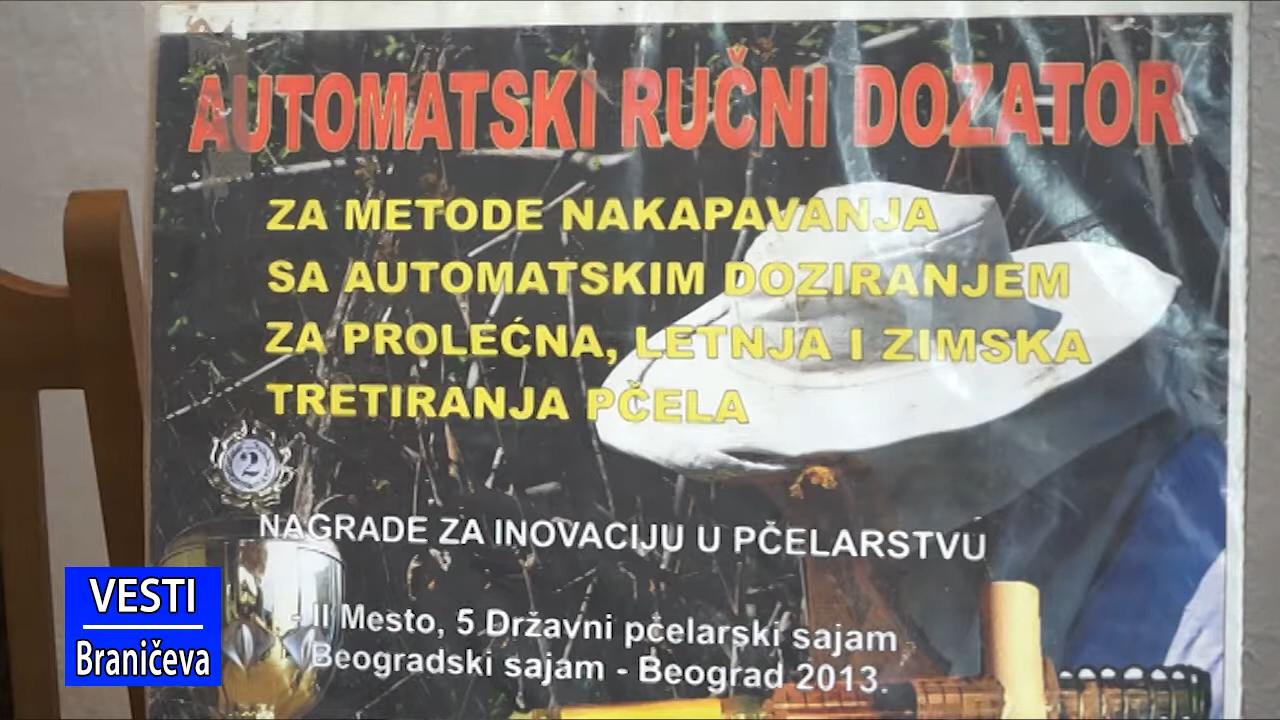 AUTOMATSKI RUČNI DOZATOR
ZA METODE NAKAPAVANJA
SA AUTOMATSKIM DOZIRANJEM
ZA PROLEĆNA, LETNJA I ZIMSKA
TRETIRANJA PČELA
2
NAGRADE ZA INOVACIJU U PČELARSTVU
- II Mesto, 5 Državni pčelarski sajam
Beogradski sajam - Beograd 2013.
VESTI
Braničeva